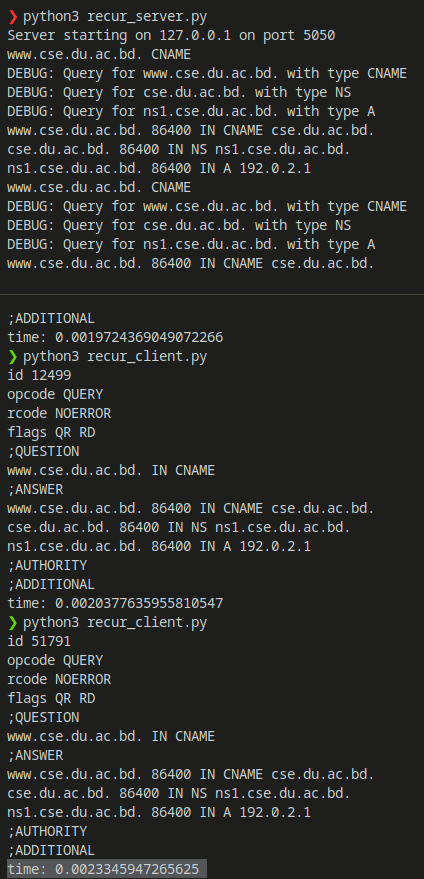 ❯ python3 recur_server.py
Server starting on 127.0.0.1 on port 5050
www.cse.du.ac.bd. CNAME
DEBUG: Query for www.cse.du.ac.bd. with type CNAME
DEBUG: Query for cse.du.ac.bd. with type NS
DEBUG: Query for ns1.cse.du.ac.bd. with type A
www.cse.du.ac.bd. 86400 IN CNAME cse.du.ac.bd.
cse.du.ac.bd. 86400 IN NS ns1.cse.du.ac.bd.
ns1.cse.du.ac.bd. 86400 IN A 192.0.2.1
www.cse.du.ac.bd. CNAME
DEBUG: Query for www.cse.du.ac.bd. with type CNAME
DEBUG: Query for cse.du.ac.bd. with type NS
DEBUG: Query for ns1.cse.du.ac.bd. with type A
www.cse.du.ac.bd. 86400 IN CNAME cse.du.ac.bd.
;ADDITIONAL
time: 0.0019724369049072266
❯ python3 recur_client.py
id 12499
opcode QUERY
rcode NOERROR
flags QR RD
;QUESTION
www.cse.du.ac.bd. IN CNAME
;ANSWER
www.cse.du.ac.bd. 86400 IN CNAME cse.du.ac.bd.
cse.du.ac.bd. 86400 IN NS ns1.cse.du.ac.bd.
ns1.cse.du.ac.bd. 86400 IN A 192.0.2.1
;AUTHORITY
;ADDITIONAL
time: 0.0020377635955810547
❯ python3 recur_client.py
id 51791
opcode QUERY
rcode NOERROR
flags QR RD
;QUESTION
www.cse.du.ac.bd. IN CNAME
;ANSWER
www.cse.du.ac.bd. 86400 IN CNAME cse.du.ac.bd.
cse.du.ac.bd. 86400 IN NS ns1.cse.du.ac.bd.
ns1.cse.du.ac.bd. 86400 IN A 192.0.2.1
;AUTHORITY
;ADDITIONAL
time: 0.0023345947265625